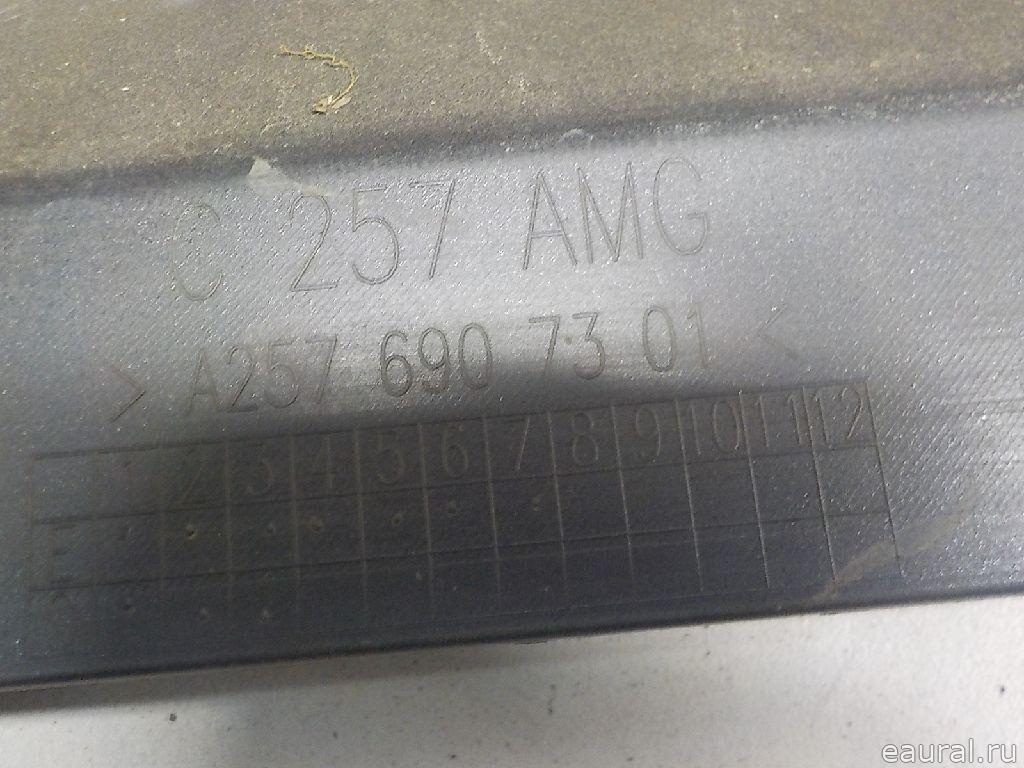 C 257 AMG
> A257 690 73 01 <
1 2 3 4 5 6 7 8 9 10 11 12
E
eaural.ru